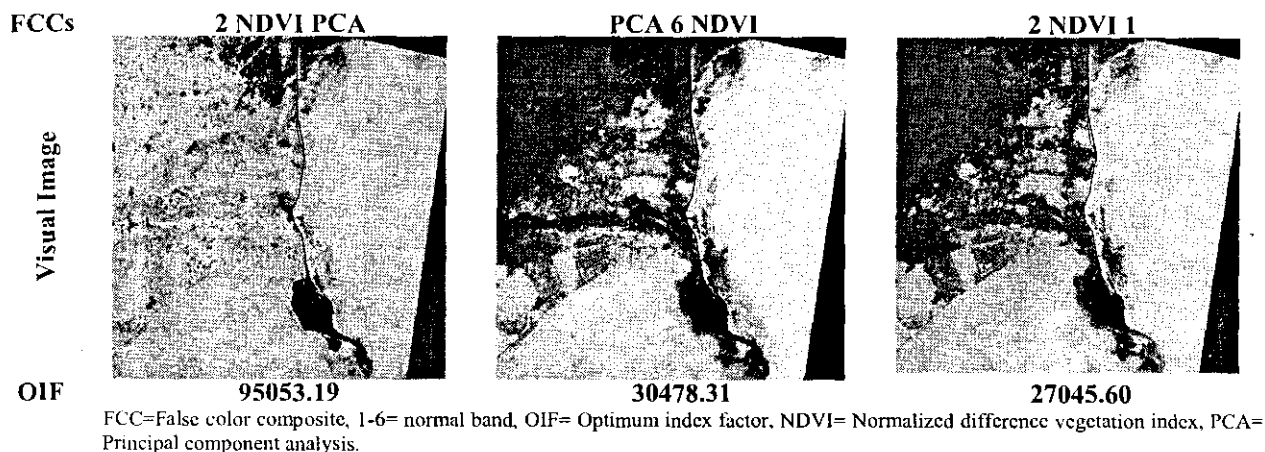 FCCs 2 NDVI PCA PCA 6 NDVI 2 NDVI 1
Visual Image
OIF 95053.19 30478.31 27045.60
FCC=False color composite, 1-6= normal band, OIF= Optimum index factor, NDVI= Normalized difference vegetation index, PCA=
Principal component analysis.